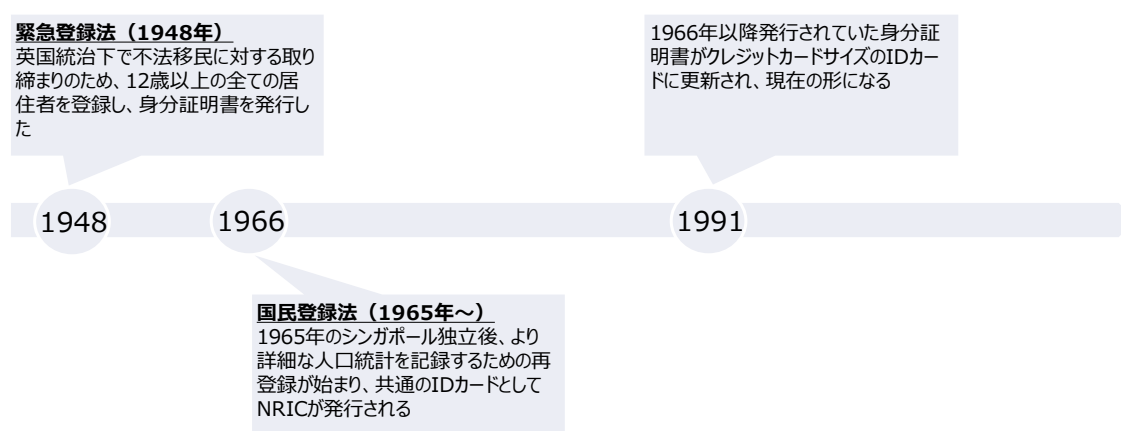 緊急登録法（1948年）
英国統治下で不法移民に対する取り
締まりのため、12歳以上の全ての居
住者を登録し、身分証明書を発行し
た
1966年以降発行されていた身分証
明書がクレジットカードサイズのIDカー
ドに更新され、現在の形になる
1948
1966
1991
国民登録法（1965年～）
1965年のシンガポール独立後、より
詳細な人口統計を記録するための再
登録が始まり、共通のIDカードとして
NRICが発行される